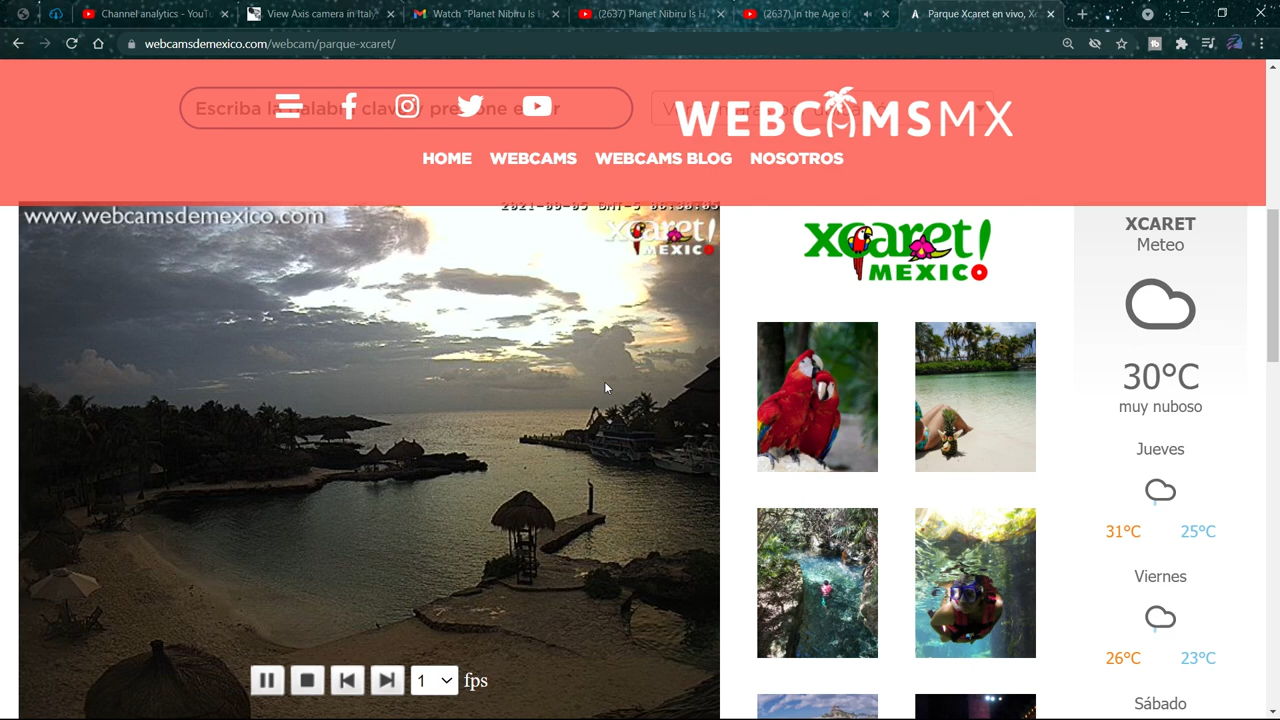 Channel analytics - YouTu
View Axis camera in Italy
Watch "Planet Nibiru Is
(2637) Planet Nibiru Is H
(2637) In the Age of
Parque Xcaret en vivo, Xc
webcamsdemexico.com/webcam/parque-xcaret/
WEBCAMSMX
HOME
WEBCAMS
WEBCAMS BLOG
NOSOTROS
www.webcamsdemexico.com
xcaret!
MEXICO
xcaret!
MEXICO
XCARET
Meteo
30°C
muy nuboso
Jueves
31°C 25°C
Viernes
26°C 23°C
Sábado
1
fps